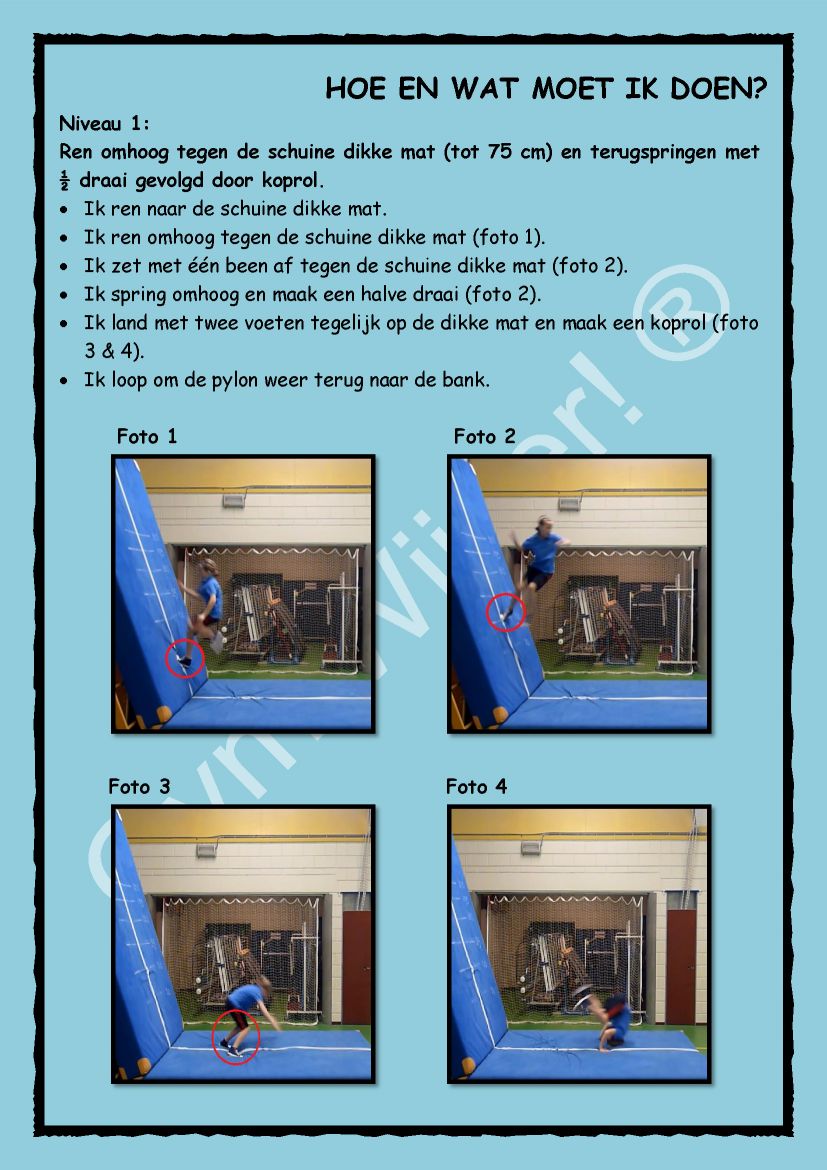 HOE EN WAT MOET IK DOEN?
Niveau 1:
Ren omhoog tegen de schuine dikke mat (tot 75 cm) en terugspringen met
½ draai gevolgd door koprol.
• Ik ren naar de schuine dikke mat.
• Ik ren omhoog tegen de schuine dikke mat (foto 1).
• Ik zet met één been af tegen de schuine dikke mat (foto 2).
• Ik spring omhoog en maak een halve draai (foto 2).
• Ik land met twee voeten tegelijk op de dikke mat en maak een koprol (foto
3 & 4).
• Ik loop om de pylon weer terug naar de bank.
Foto 1
Foto 2
Foto 3
Foto 4